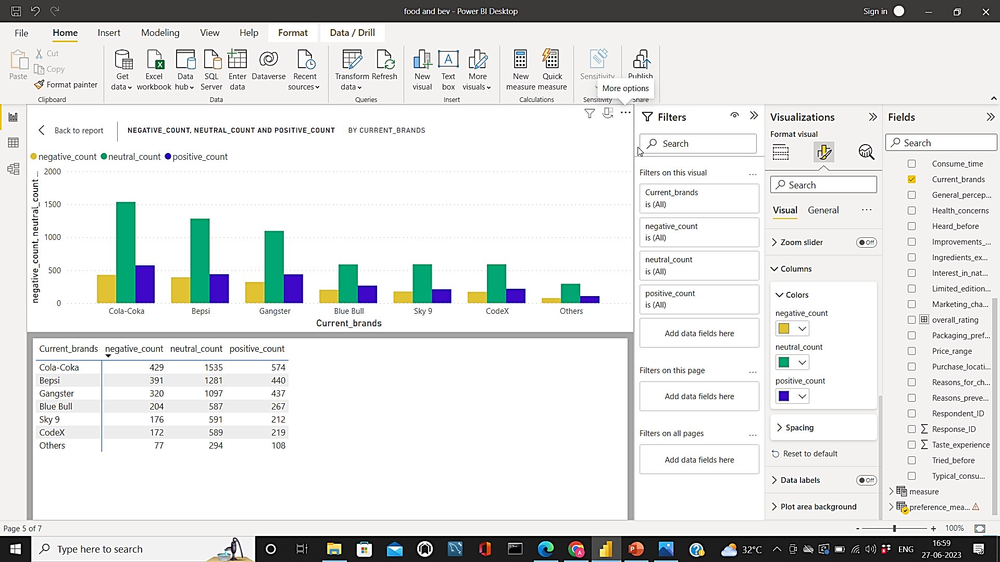 food and bev - Power BI Desktop
Sign in
File
Home
Insert
Modeling
View
Help
Format
Data / Drill
Paste
Cut
Copy
Format painter
Clipboard
Get data
Excel workbook
Data hub
SQL Server
Enter data
Dataverse
Recent sources
Data
Transform data
Refresh
Queries
New visual
Text box
More visuals
Insert
New measure
Quick measure
Calculations
Sensitivity
Sensitivity
Publish
Share
More options
Back to report
NEGATIVE_COUNT, NEUTRAL_COUNT AND POSITIVE_COUNT
BY CURRENT_BRANDS
negative_count
neutral_count
positive_count
negative_count, neutral_count ...
2000
1500
1000
500
0
Cola-Coka
Bepsi
Gangster
Blue Bull
Sky 9
CodeX
Others
Current_brands
Current_brands negative_count neutral_count positive_count
Cola-Coka 429 1535 574
Bepsi 391 1281 440
Gangster 320 1097 437
Blue Bull 204 587 267
Sky 9 176 591 212
CodeX 172 589 219
Others 77 294 108
Filters
Search
Filters on this visual ...
Current_brands
is (All)
negative_count
is (All)
neutral_count
is (All)
positive_count
is (All)
Add data fields here
Filters on this page ...
Add data fields here
Filters on all pages ...
Add data fields here
Visualizations
Format visual
Search
Visual
General
...
Zoom slider
Off
Columns
Colors
negative_count
neutral_count
positive_count
Spacing
Reset to default
Data labels
Off
Plot area background
Fields
Search
Consume_time
Current_brands
General_percep...
Health_concerns
Heard_before
Improvements_...
Ingredients_ex...
Interest_in_nat...
Limited_edition...
Marketing_cha...
overall_rating
Packaging_pref...
Price_range
Purchase_locati...
Reasons_for_ch...
Reasons_preve...
Respondent_ID
Response_ID
Taste_experience
Tried_before
Typical_consu...
measure
preference_mea...
Page 5 of 7
- + 100%
Type here to search
32°C
ENG
16:59
27-06-2023